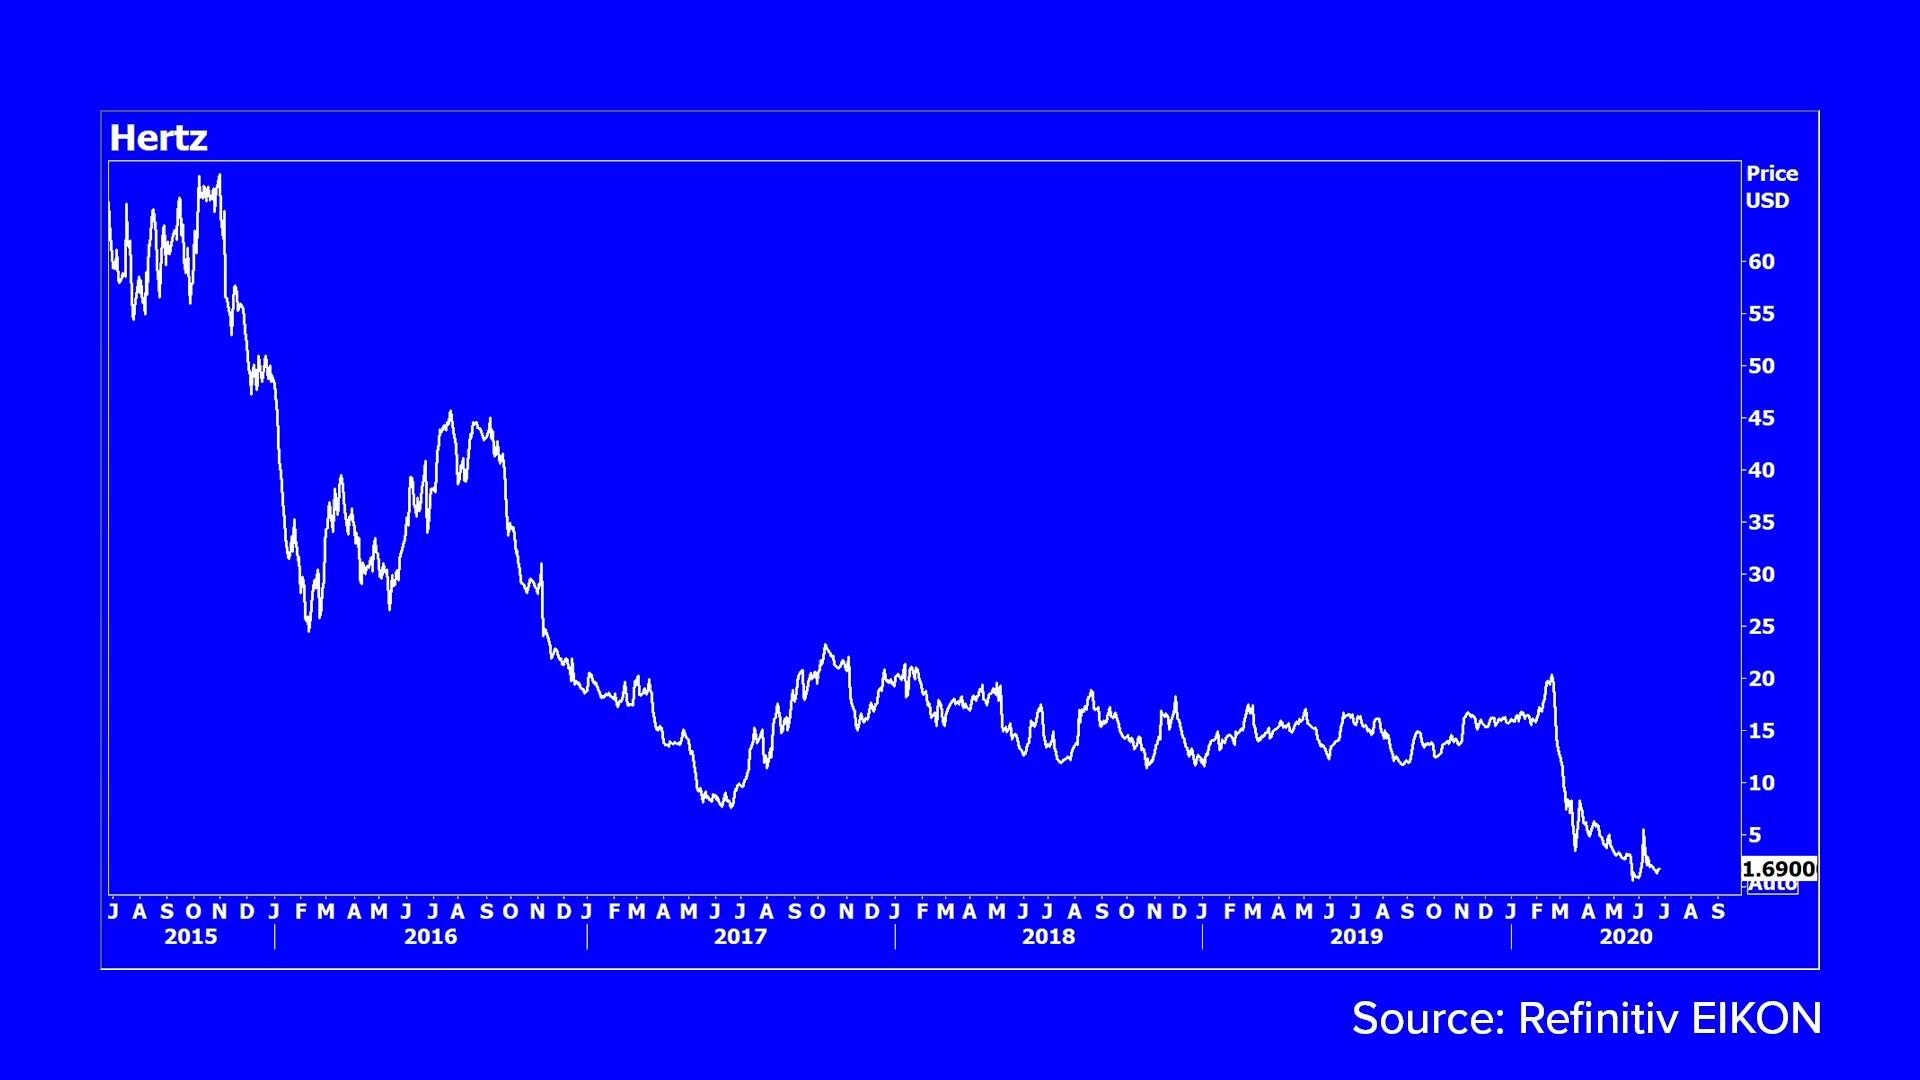 Hertz
Price
USD
60
55
50
45
40
35
30
25
20
15
10
5
1.6900
Auto
J A S O N D J F M A M J J A S O N D J F M A M J J A S O N D J F M A M J J A S O N D J F M A M J J A S O N D J F M A M J J A S
2015 2016 2017 2018 2019 2020
Source: Refinitiv EIKON